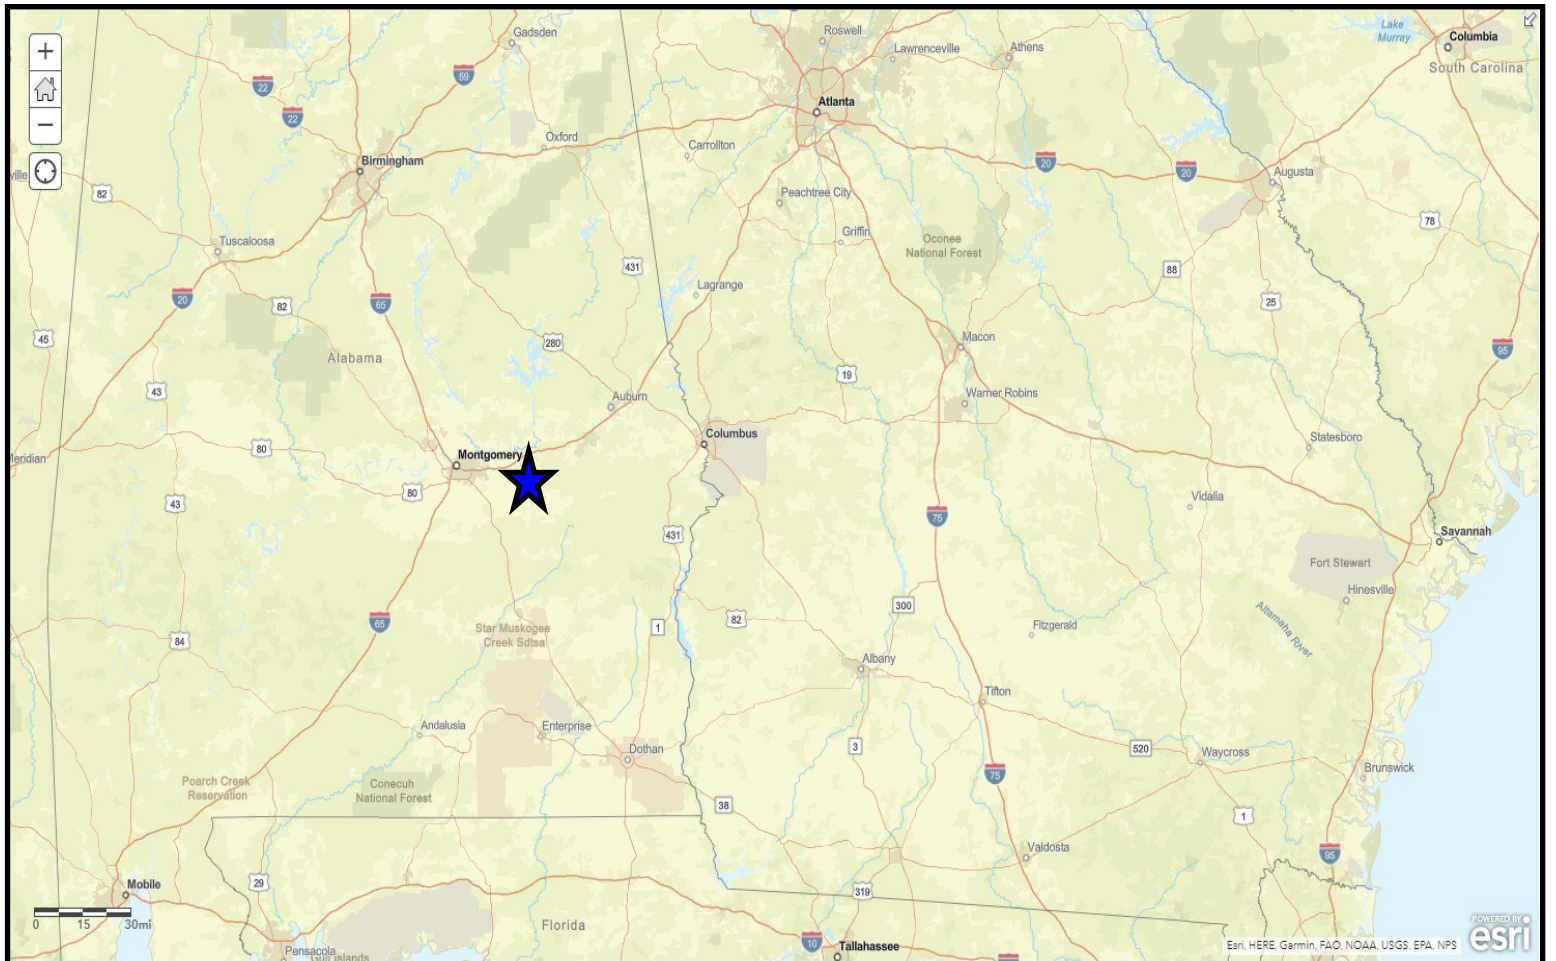 Gadsden
Roswell
Lawrenceville
Athens
Lake
Murray
Columbia
South Carolina
22
59
22
Atlanta
Oxford
Carrollton
Birmingham
20
20
Augusta
ville
82
Peachtree City
78
Griffin
Tuscaloosa
Oconee
National Forest
431
88
20
82
65
Lagrange
25
45
280
Macon
95
Alabama
43
19
Auburn
Warner Robins
80
Columbus
Statesboro
Meridian
Montgomery
80
43
Vidalia
75
431
Savannah
Fort Stewart
Hinesville
65
300
82
Altamaha River
Star Muskogee
Creek Sdtsa
1
Fitzgerald
84
Albany
Tifton
Andalusia
Enterprise
Dothan
3
520
Waycross
Poarch Creek
Reservation
Conecuh
National Forest
75
Brunswick
38
1
Valdosta
95
Mobile
29
319
0 15 30mi
Florida
10
Tallahassee
Pensacola
Gulf Islands
Esri, HERE, Garmin, FAO, NOAA, USGS, EPA, NPS
POWERED BY
esri